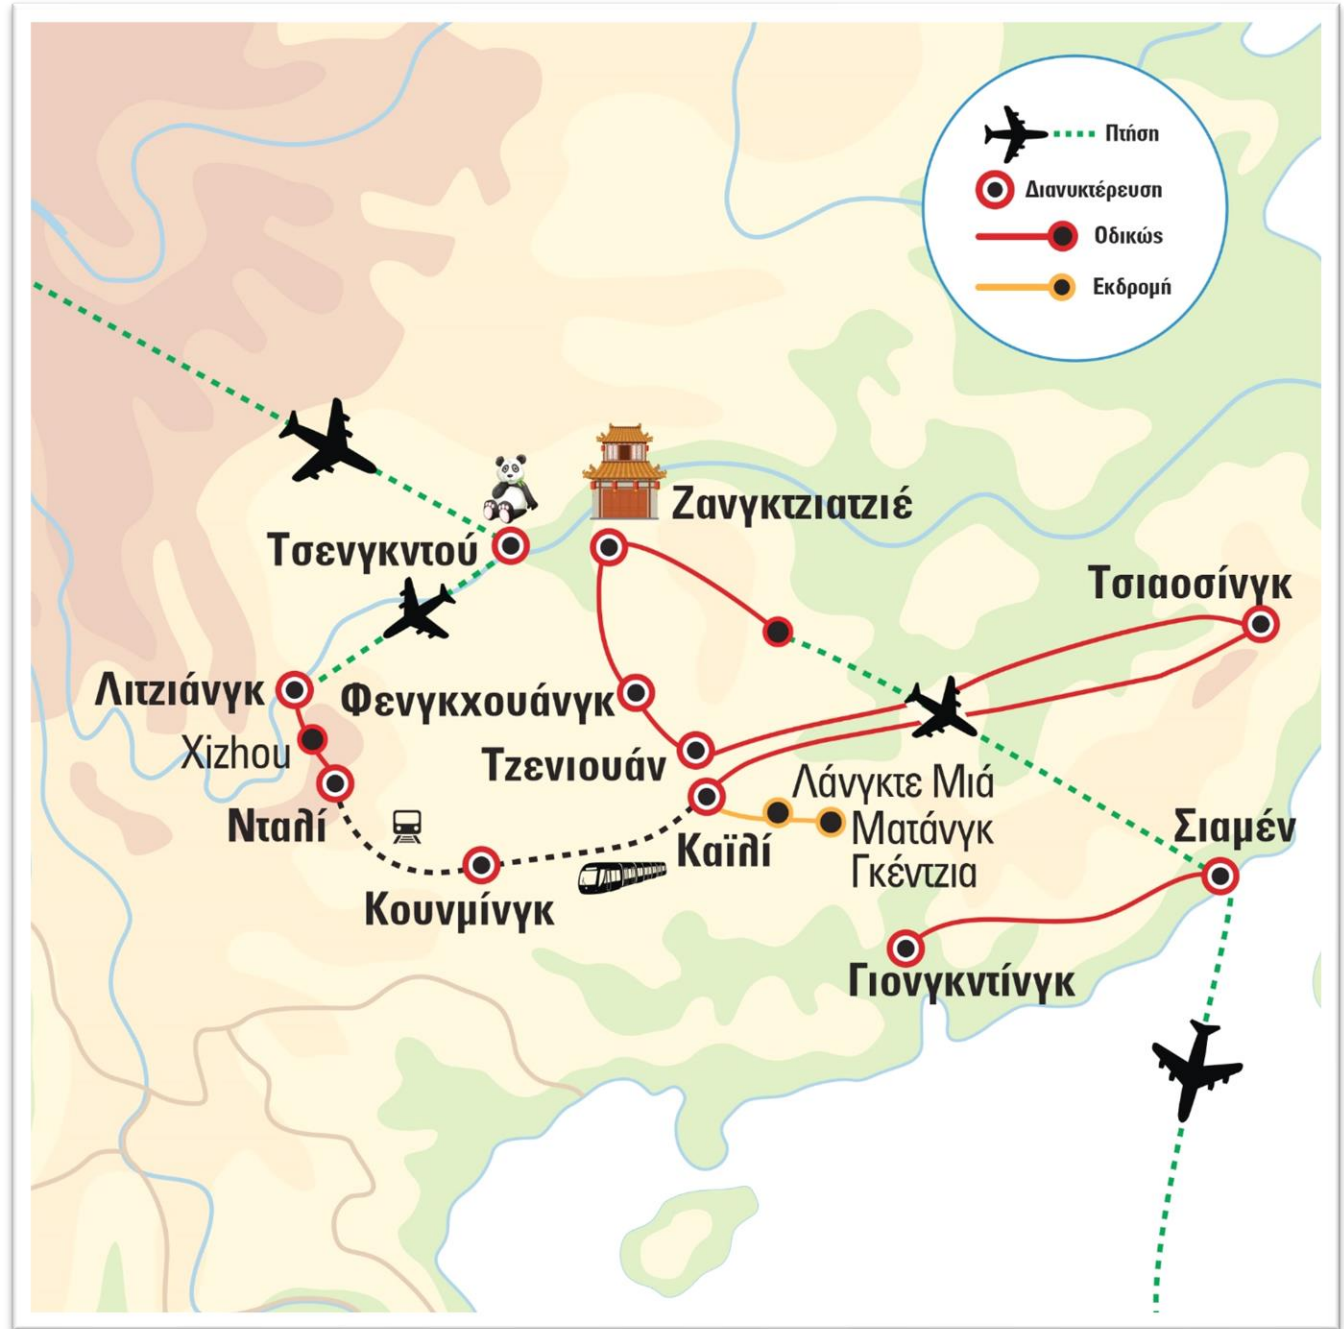 Πτήση
Διανυκτέρευση
Οδικώς
Εκδρομή
Ζανγκτζιατζιέ
Τσενγκντού
Τσιαοσίνγκ
Λιτζιάνγκ
Φενγκχουάνγκ
Xizhou
Τζενιουάν
Λάνγκτε Μιά
Νταλί
Καϊλί
Ματάνγκ
Γκέντζια
Σιαμέν
Κουνμίνγκ
Γιονγκντίνγκ